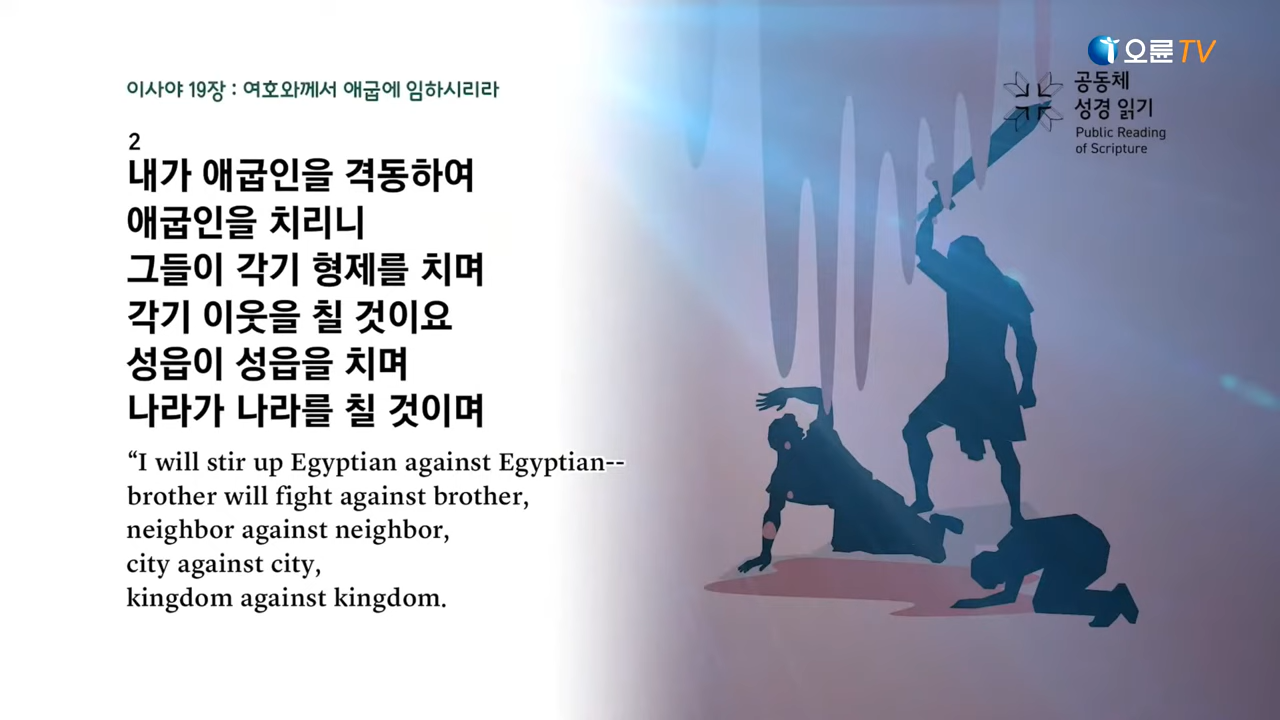 오륜TV
공동체
성경 읽기
Public Reading
of Scripture
이사야 19장 : 여호와께서 애굽에 임하시리라
2
내가 애굽인을 격동하여
애굽인을 치리니
그들이 각기 형제를 치며
각기 이웃을 칠 것이요
성읍이 성읍을 치며
나라가 나라를 칠 것이며
“I will stir up Egyptian against Egyptian--
brother will fight against brother,
neighbor against neighbor,
city against city,
kingdom against kingdom.